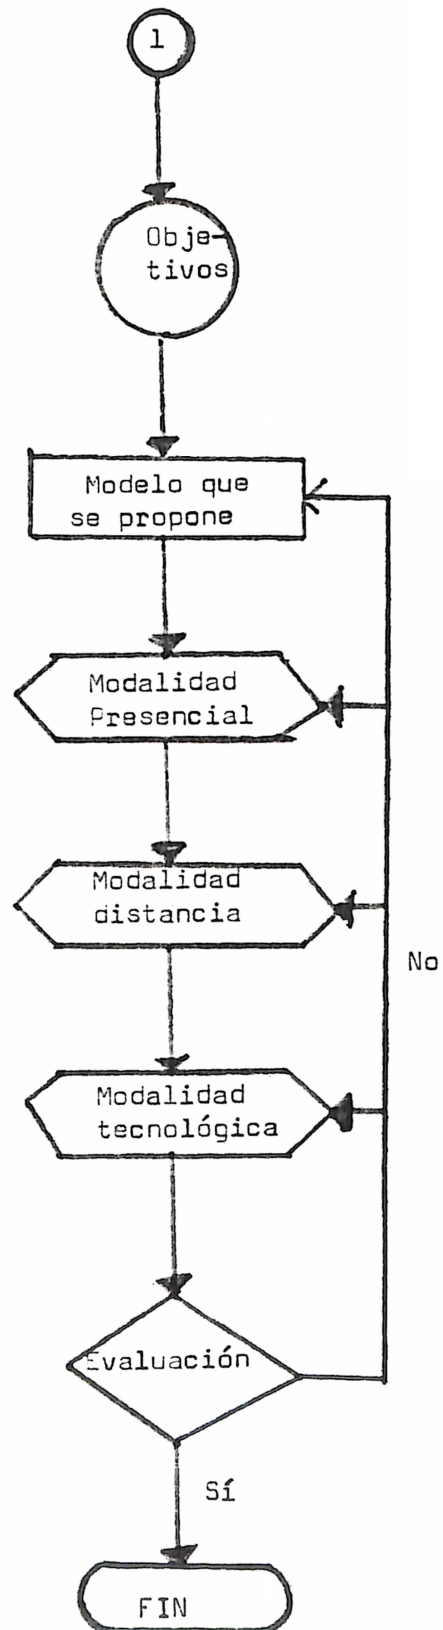 1
Obje-
tivos
Modelo que
se propone
Modalidad
Presencial
Modalidad
distancia
No
Modalidad
tecnológica
Evaluación
Sí
FIN